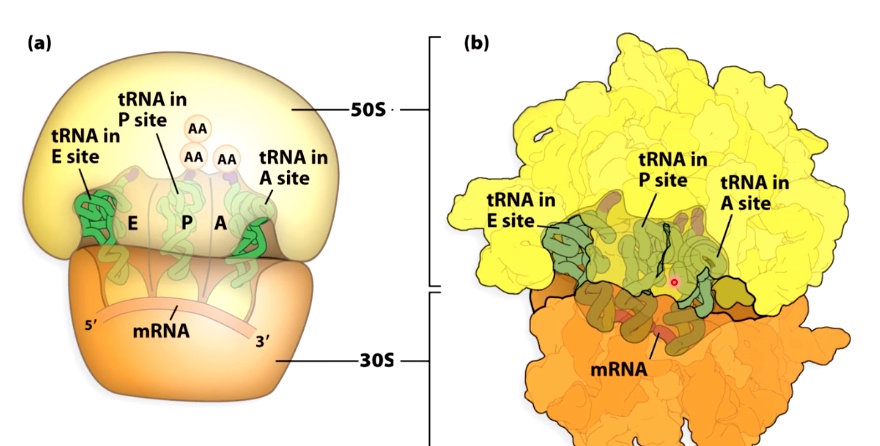 (a)
tRNA in
P site
tRNA in
E site
AA
AA
AA
tRNA in
A site
E
P
A
5′
mRNA
3′
50S
30S
(b)
tRNA in
P site
tRNA in
E site
tRNA in
A site
mRNA